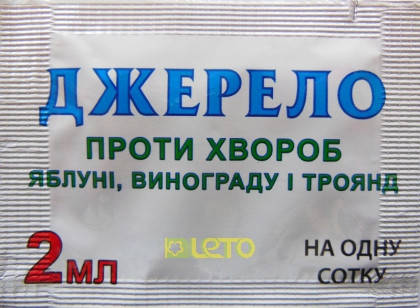 ДЖЕРЕЛО
ПРОТИ ХВОРОБ
ЯБЛУНІ, ВИНОГРАДУ І ТРОЯНД
LETO
2МЛ
НА ОДНУ
СОТКУ